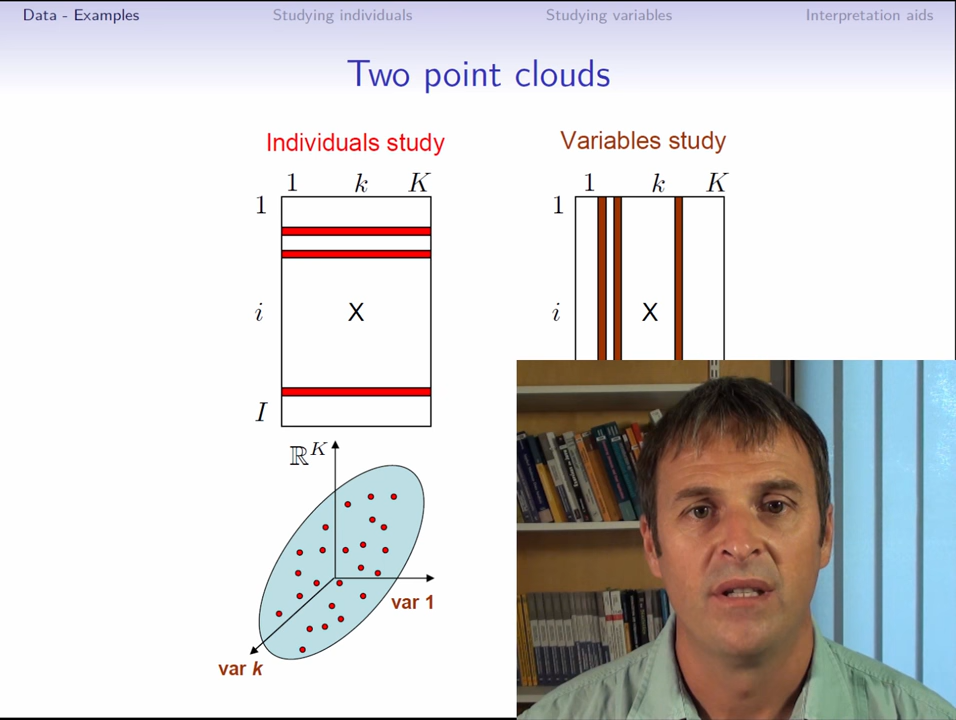 Data - Examples Studying individuals Studying variables Interpretation aids
Two point clouds
Individuals study
1 k K
1
i X
I
ℝᴷ
var 1
var k
Variables study
1 k K
1
i X